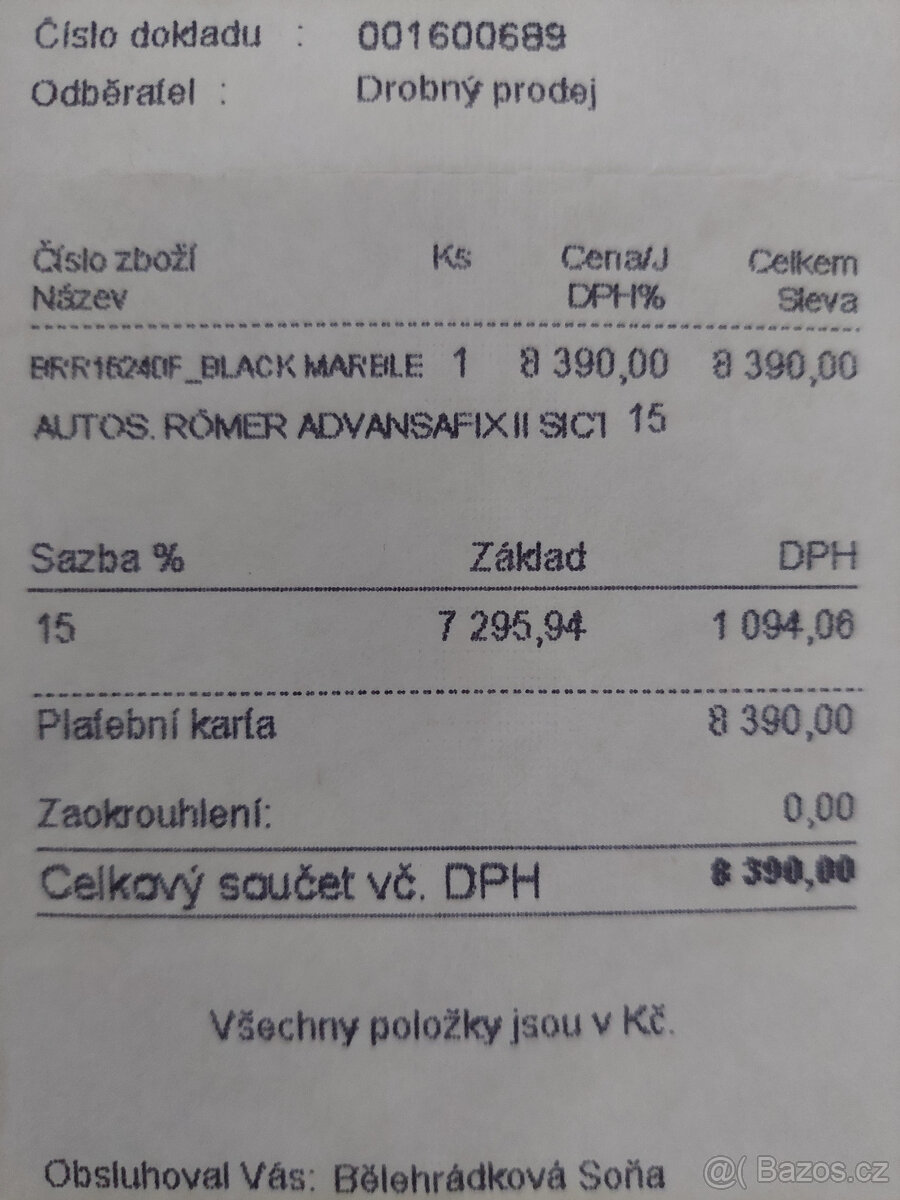 Číslo dokladu : 001600689
Odběratel : Drobný prodej
Číslo zboží Ks Cena/J Celkem
Název DPH% Sleva
BRR16240F_BLACK MARBLE 1 8 390,00 8 390,00
AUTOS. RÖMER ADVANSAFIX II SICT 15
Sazba % Základ DPH
15 7 295,94 1 094,06
Platební karta 8 390,00
Zaokrouhlení: 0,00
Celkový součet vč. DPH 8 390,00
Všechny položky jsou v Kč.
Obsluhoval Vás: Bělehrádková Soňa
@( Bazos.cz